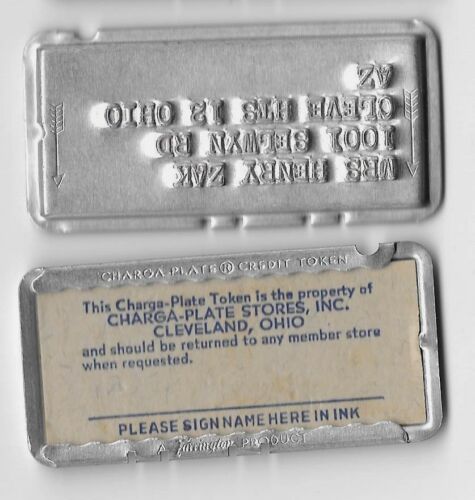 MRS HENRY ZAK
1001 SELWYN RD
CLEVE HTS 12 OHIO
AZ
CHARGA-PLATE ® CREDIT TOKEN
This Charga-Plate Token is the property of
CHARGA-PLATE STORES, INC.
CLEVELAND, OHIO
and should be returned to any member store
when requested.
PLEASE SIGN NAME HERE IN INK
A Farrington PRODUCT